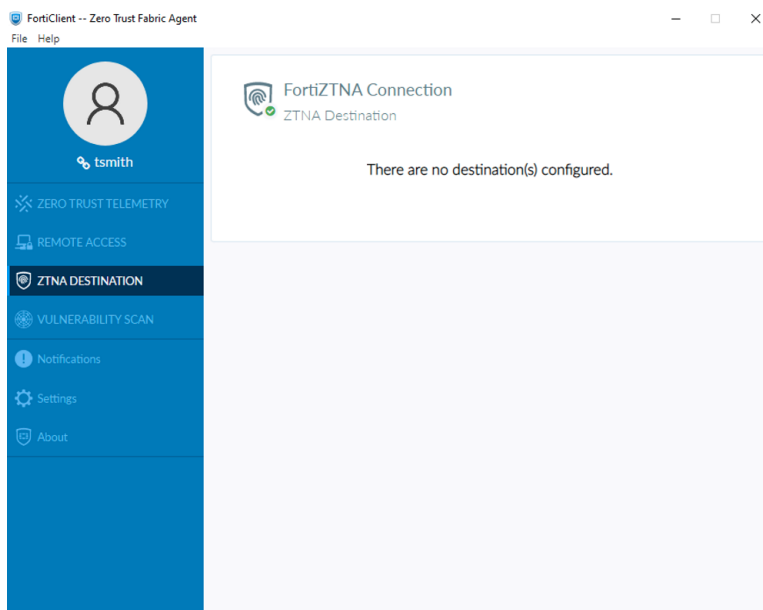 FortiClient -- Zero Trust Fabric Agent
File Help
tsmith
ZERO TRUST TELEMETRY
REMOTE ACCESS
ZTNA DESTINATION
VULNERABILITY SCAN
Notifications
Settings
About
FortiZTNA Connection
ZTNA Destination
There are no destination(s) configured.